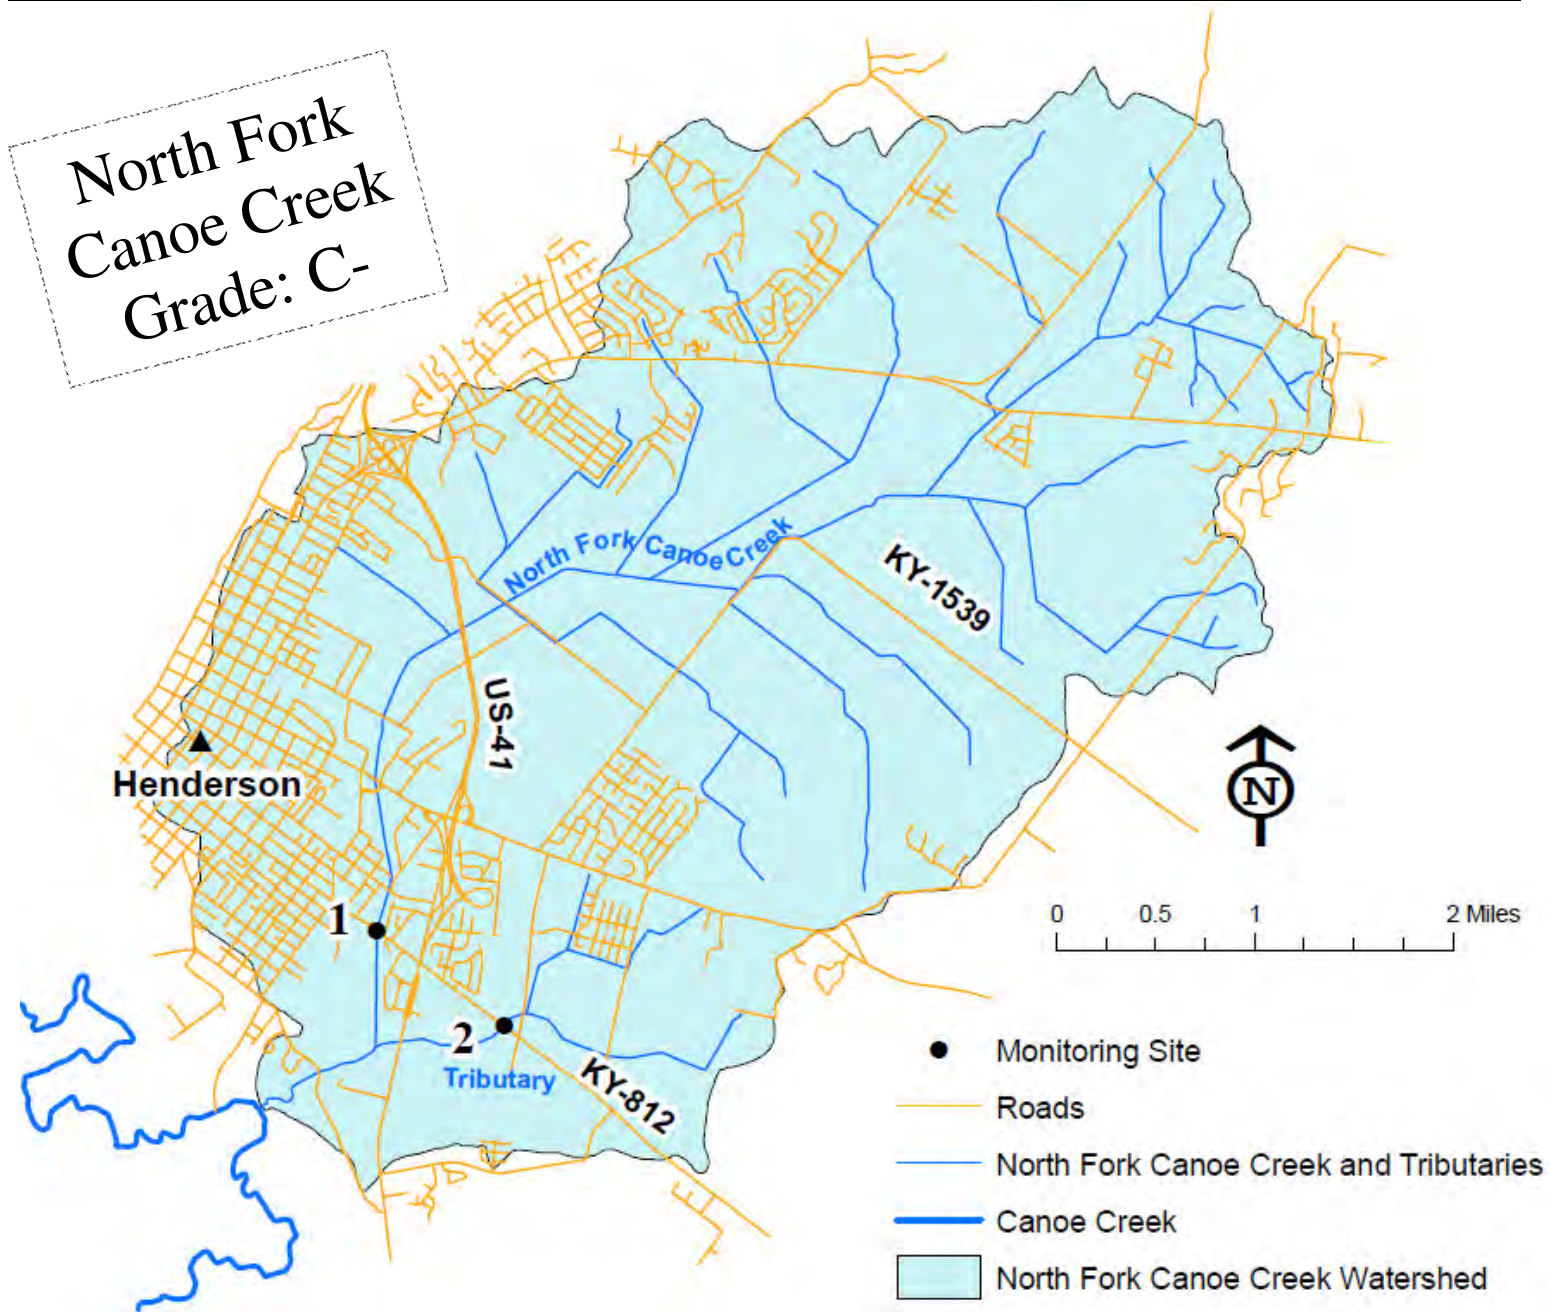 North Fork
Canoe Creek
Grade: C-
North Fork Canoe Creek
KY-1539
US-41
Henderson
N
1
0 0.5 1 2 Miles
2
Tributary
KY-812
Monitoring Site
Roads
North Fork Canoe Creek and Tributaries
Canoe Creek
North Fork Canoe Creek Watershed